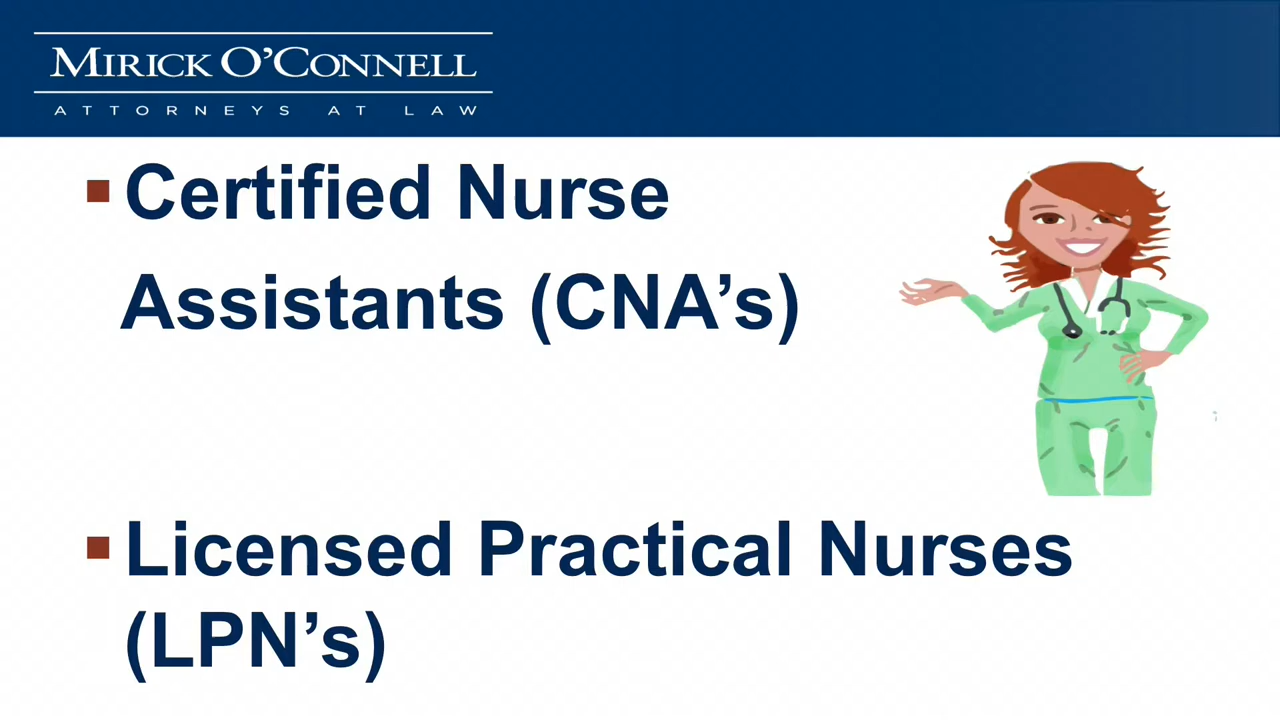 MIRICK O’CONNELL
ATTORNEYS AT LAW
Certified Nurse
Assistants (CNA’s)
Licensed Practical Nurses
(LPN’s)